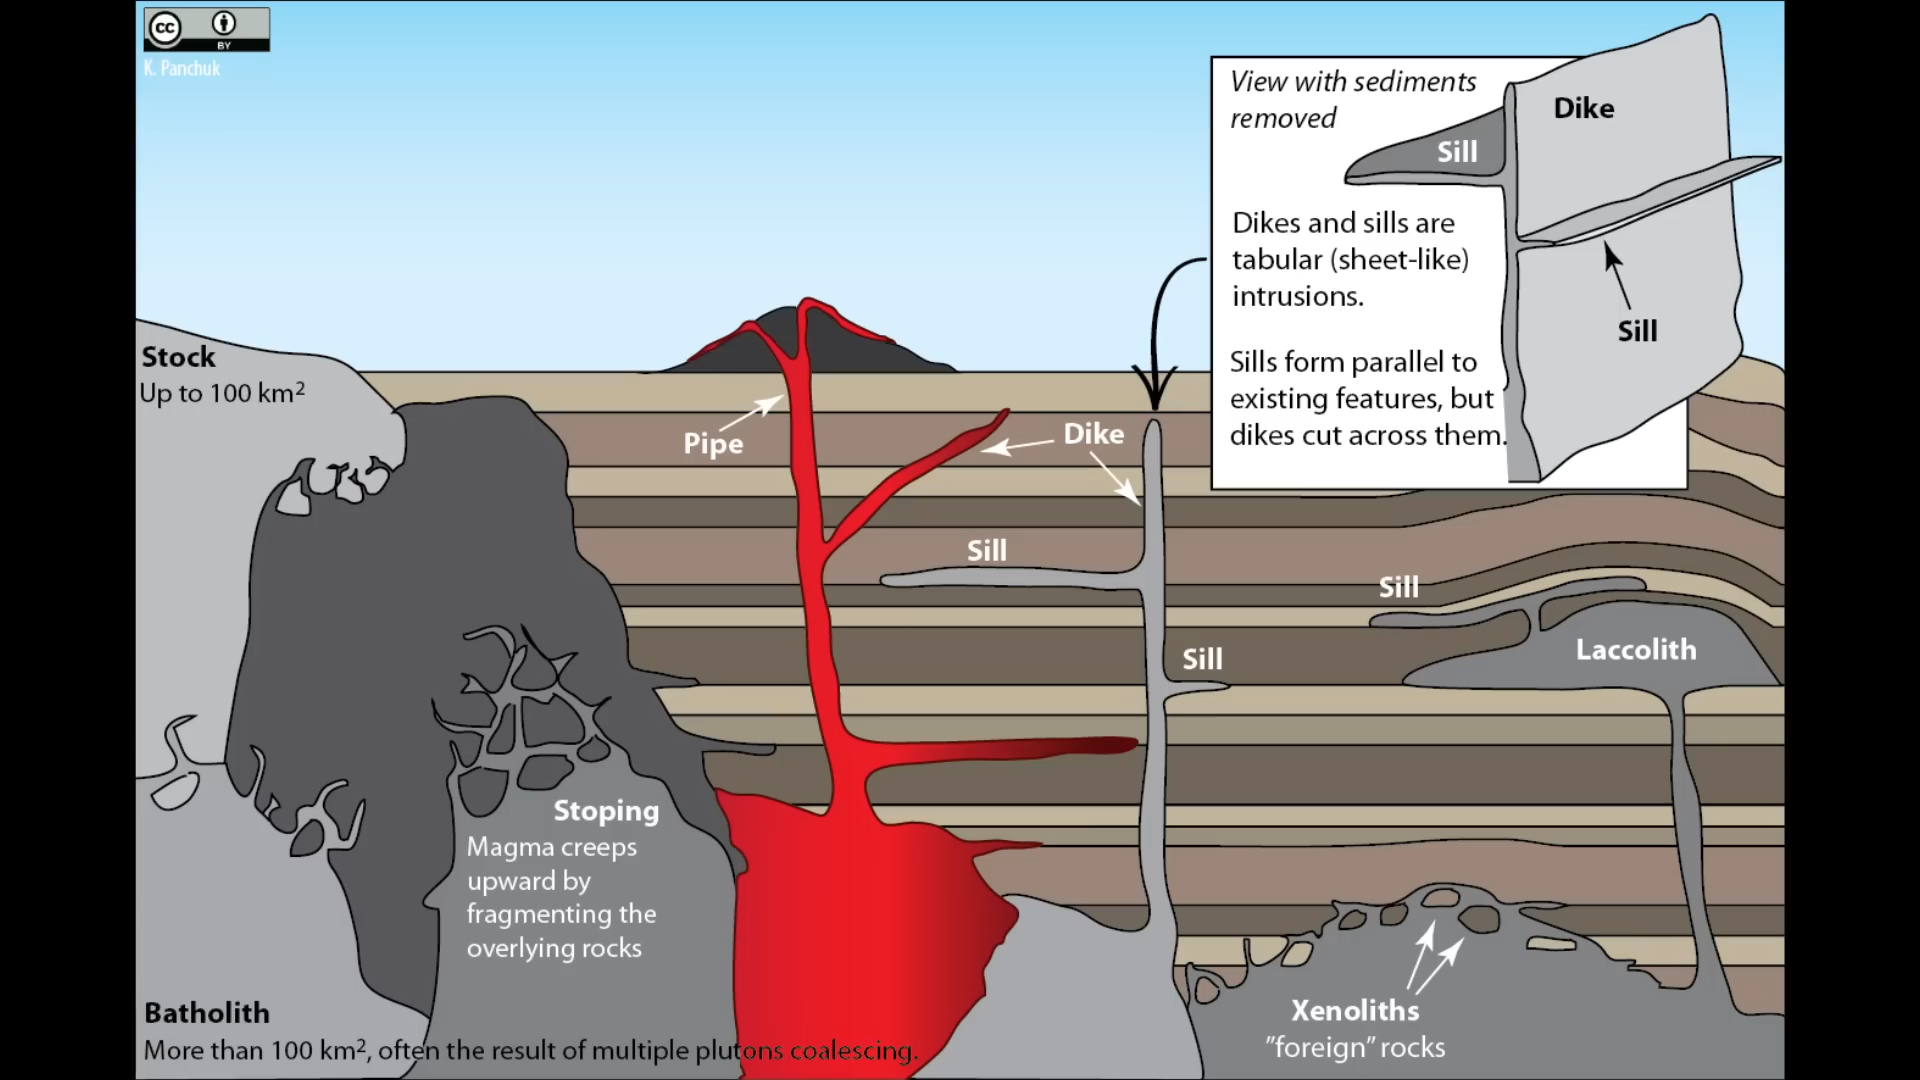 cc
BY
K. Panchuk
View with sediments
removed
Dike
Sill
Dikes and sills are
tabular (sheet-like)
intrusions.
Sill
Sills form parallel to
existing features, but
dikes cut across them.
Stock
Up to 100 km²
Pipe
Dike
Sill
Sill
Sill
Laccolith
Stoping
Magma creeps
upward by
fragmenting the
overlying rocks
Xenoliths
”foreign” rocks
Batholith
More than 100 km², often the result of multiple plutons coalescing.